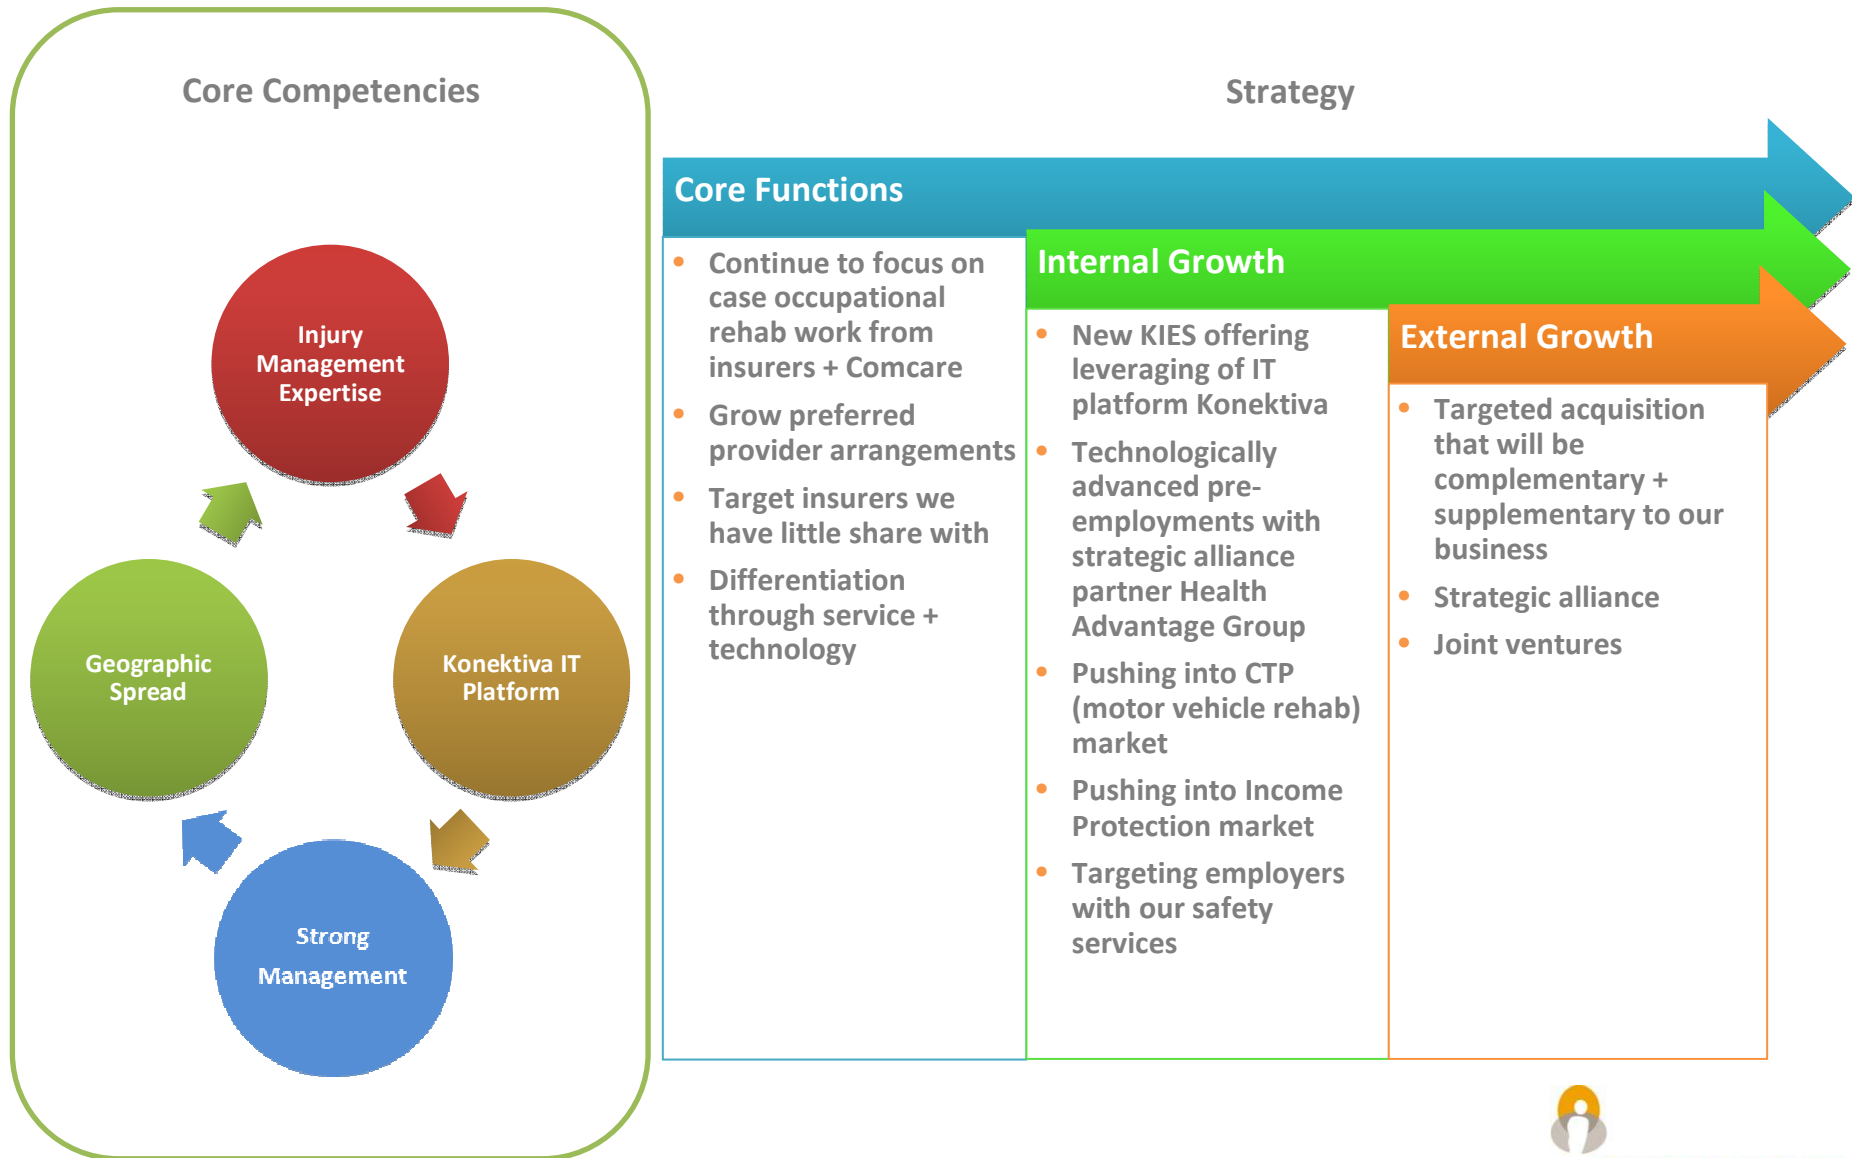 Core Competencies
Injury
Management
Expertise
Konektiva IT
Platform
Strong
Management
Geographic
Spread
Strategy
Core Functions
• Continue to focus on
case occupational
rehab work from
insurers + Comcare
• Grow preferred
provider arrangements
• Target insurers we
have little share with
• Differentiation
through service +
technology
Internal Growth
• New KIES offering
leveraging of IT
platform Konektiva
• Technologically
advanced pre-
employments with
strategic alliance
partner Health
Advantage Group
• Pushing into CTP
(motor vehicle rehab)
market
• Pushing into Income
Protection market
• Targeting employers
with our safety
services
External Growth
• Targeted acquisition
that will be
complementary +
supplementary to our
business
• Strategic alliance
• Joint ventures